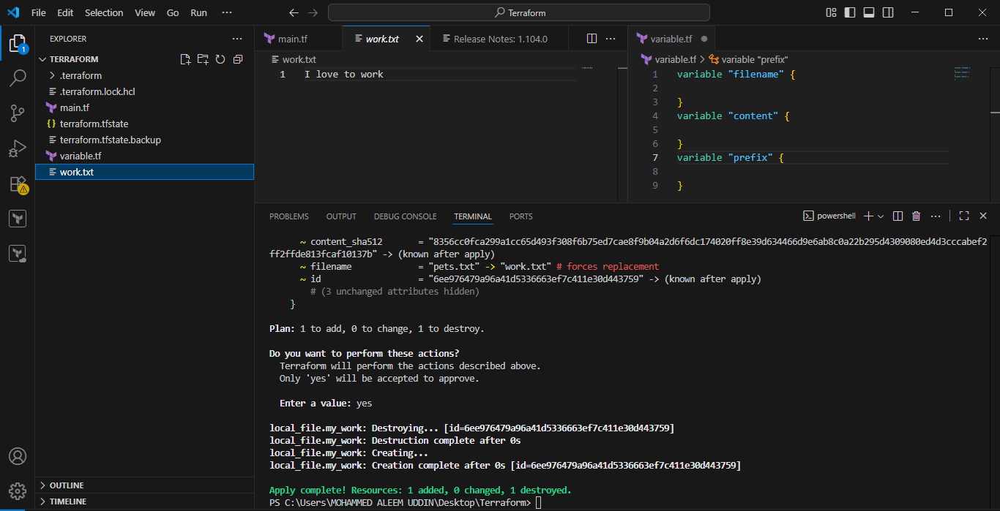 File Edit Selection View Go Run ··· Terraform
EXPLORER ···
TERRAFORM
.terraform
.terraform.lock.hcl
main.tf
{} terraform.tfstate
terraform.tfstate.backup
variable.tf
work.txt
OUTLINE
TIMELINE
1
main.tf work.txt Release Notes: 1.104.0 ···
work.txt
1 I love to work
variable.tf ···
variable.tf > variable "prefix"
1 variable "filename" {
2
3 }
4 variable "content" {
5
6 }
7 variable "prefix" {
8
9 }
PROBLEMS OUTPUT DEBUG CONSOLE TERMINAL PORTS powershell ···
~ content_sha512 = "8356cc0fca299a1cc65d493f308f6b75ed7cae8f9b04a2d6f6dc174020ff8e39d634466d9e6ab8c0a22b295d4309080ed4d3cccabef2
ff2ffde813fcaf10137b" -> (known after apply)
~ filename = "pets.txt" -> "work.txt" # forces replacement
~ id = "6ee976479a96a41d5336663ef7c411e30d443759" -> (known after apply)
# (3 unchanged attributes hidden)
}
Plan: 1 to add, 0 to change, 1 to destroy.
Do you want to perform these actions?
Terraform will perform the actions described above.
Only 'yes' will be accepted to approve.
Enter a value: yes
local_file.my_work: Destroying... [id=6ee976479a96a41d5336663ef7c411e30d443759]
local_file.my_work: Destruction complete after 0s
local_file.my_work: Creating...
local_file.my_work: Creation complete after 0s [id=6ee976479a96a41d5336663ef7c411e30d443759]
Apply complete! Resources: 1 added, 0 changed, 1 destroyed.
PS C:\Users\MOHAMMED ALEEM UDDIN\Desktop\Terraform>